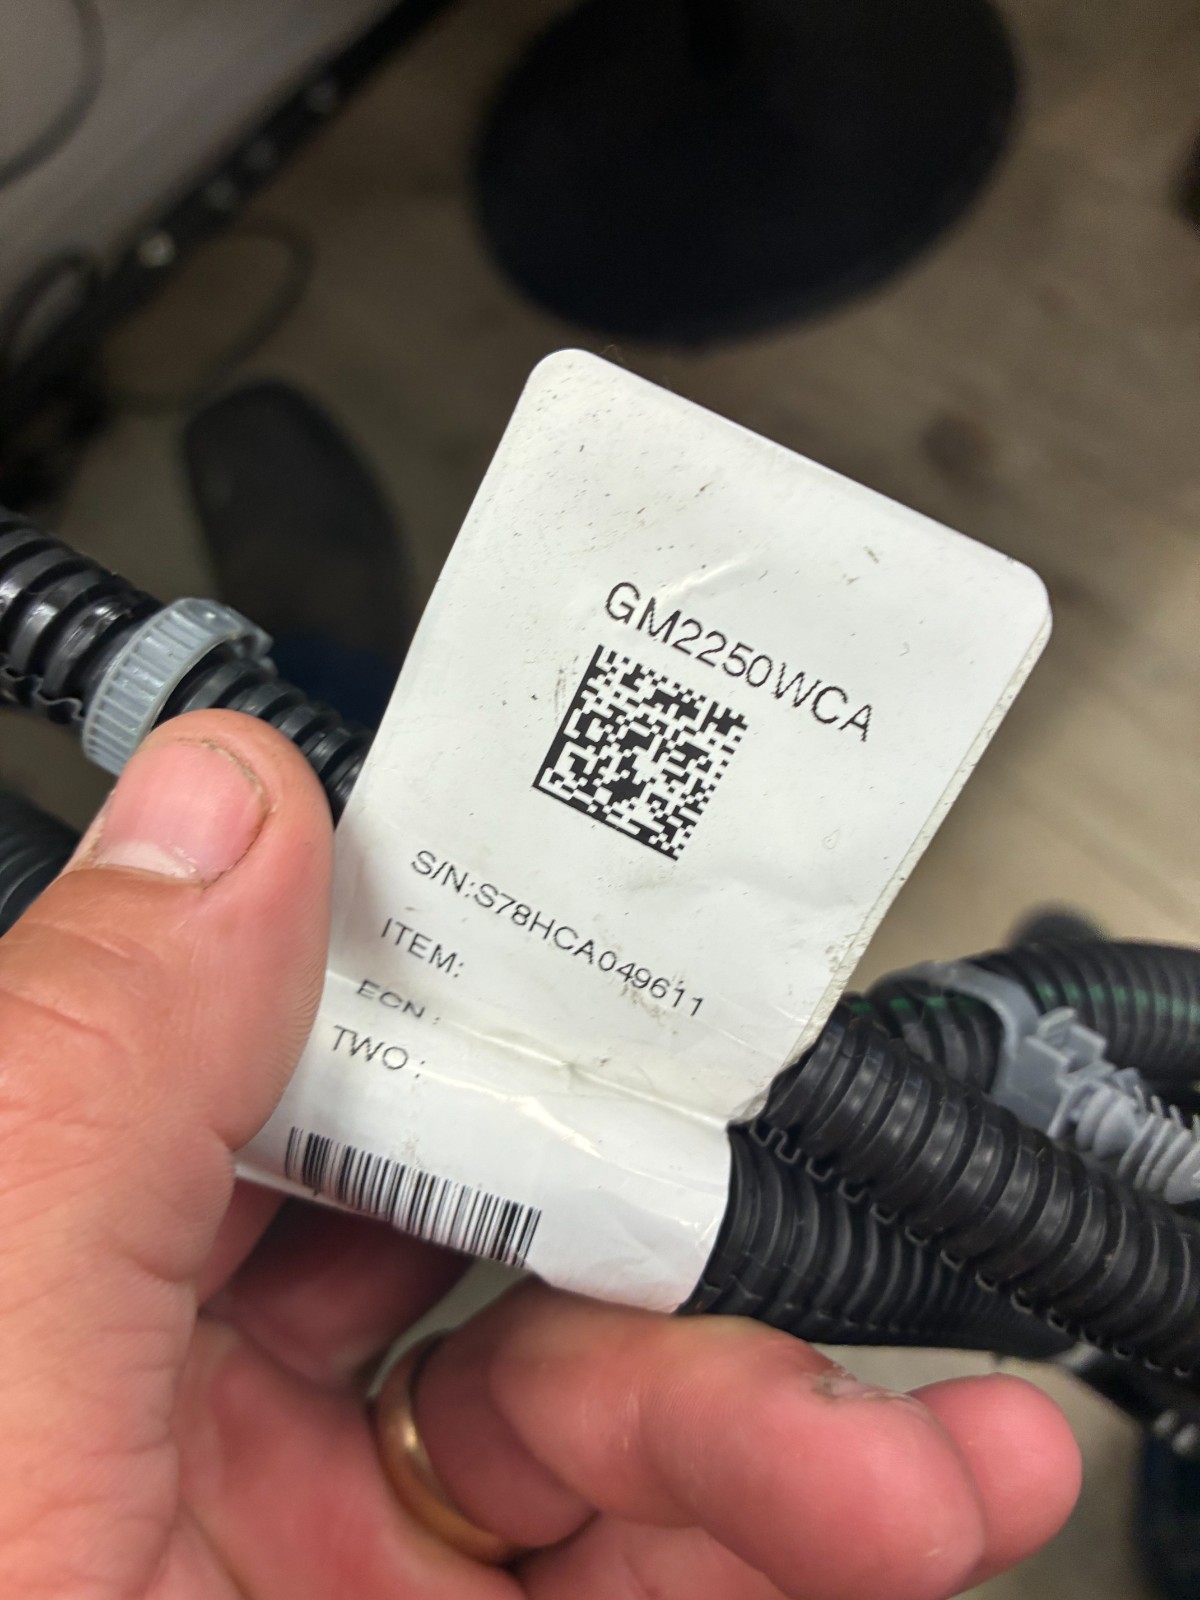 GM2250WCA
S/N:S78HCA049611
ITEM:
ECN :
TWO :